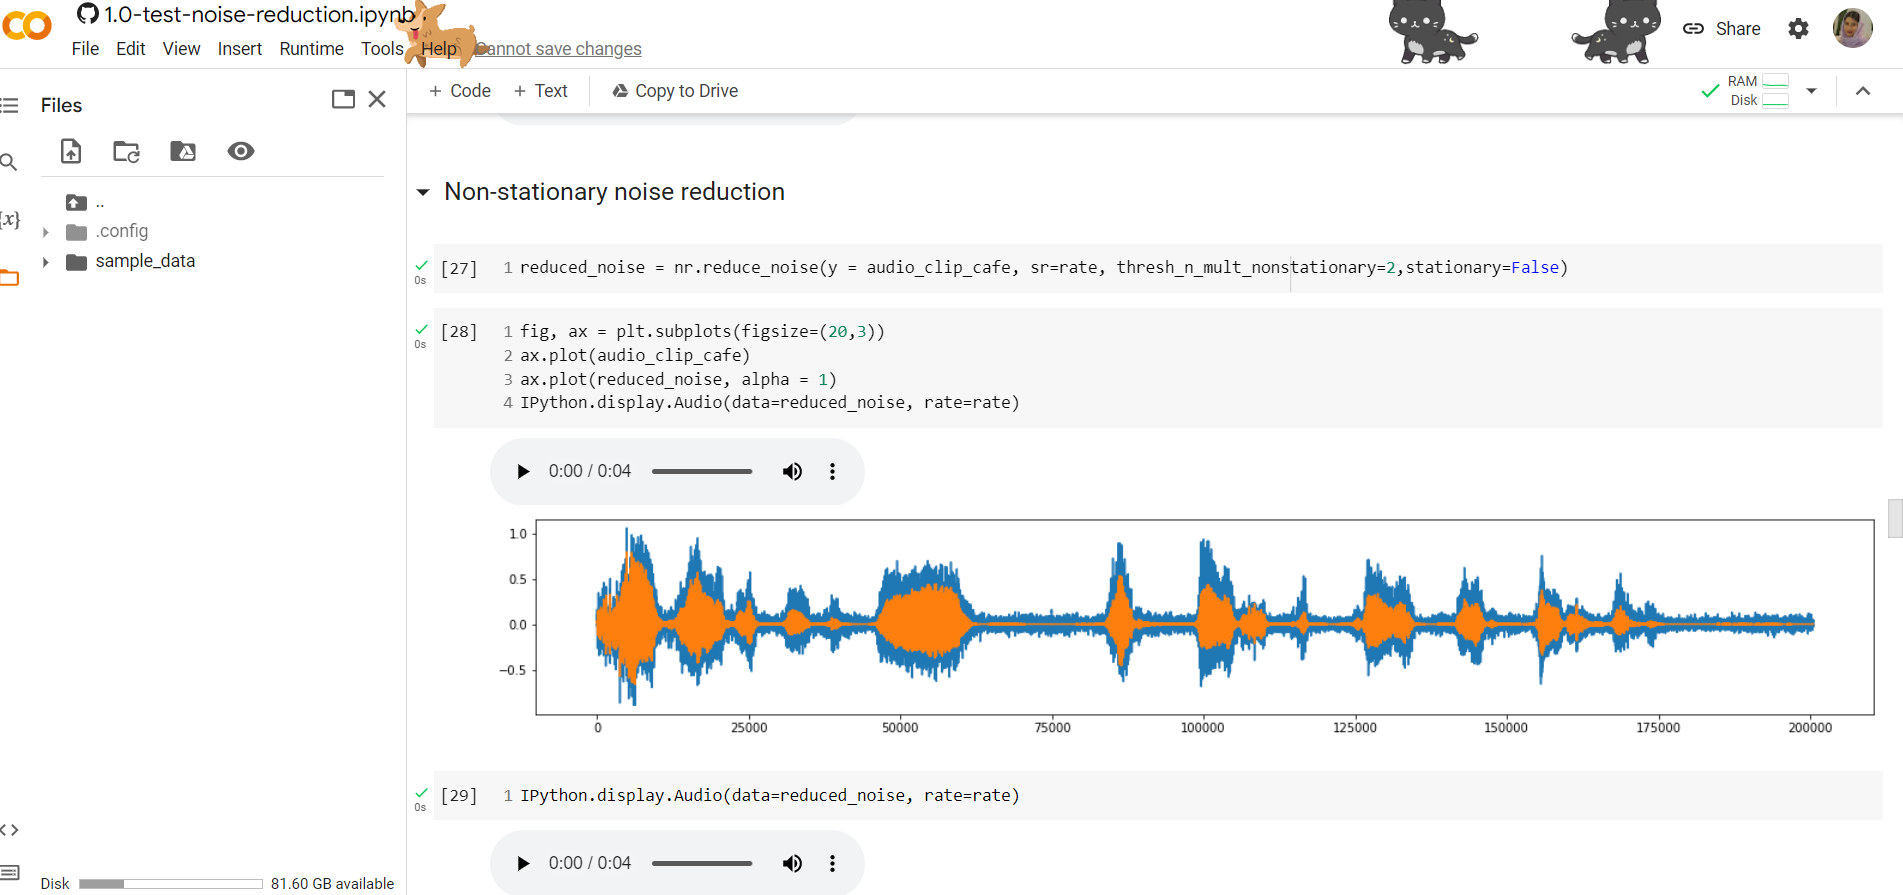 1.0-test-noise-reduction.ipynb
File Edit View Insert Runtime Tools Help Cannot save changes
Share
Files
+ Code + Text Copy to Drive
RAM
Disk
..
.config
sample_data
{x}
Non-stationary noise reduction
0s [27] 1 reduced_noise = nr.reduce_noise(y = audio_clip_cafe, sr=rate, thresh_n_mult_nonstationary=2,stationary=False)
0s [28] 1 fig, ax = plt.subplots(figsize=(20,3))
2 ax.plot(audio_clip_cafe)
3 ax.plot(reduced_noise, alpha = 1)
4 IPython.display.Audio(data=reduced_noise, rate=rate)
0:00 / 0:04
1.0
0.5
0.0
−0.5
0 25000 50000 75000 100000 125000 150000 175000 200000
0s [29] 1 IPython.display.Audio(data=reduced_noise, rate=rate)
0:00 / 0:04
Disk 81.60 GB available